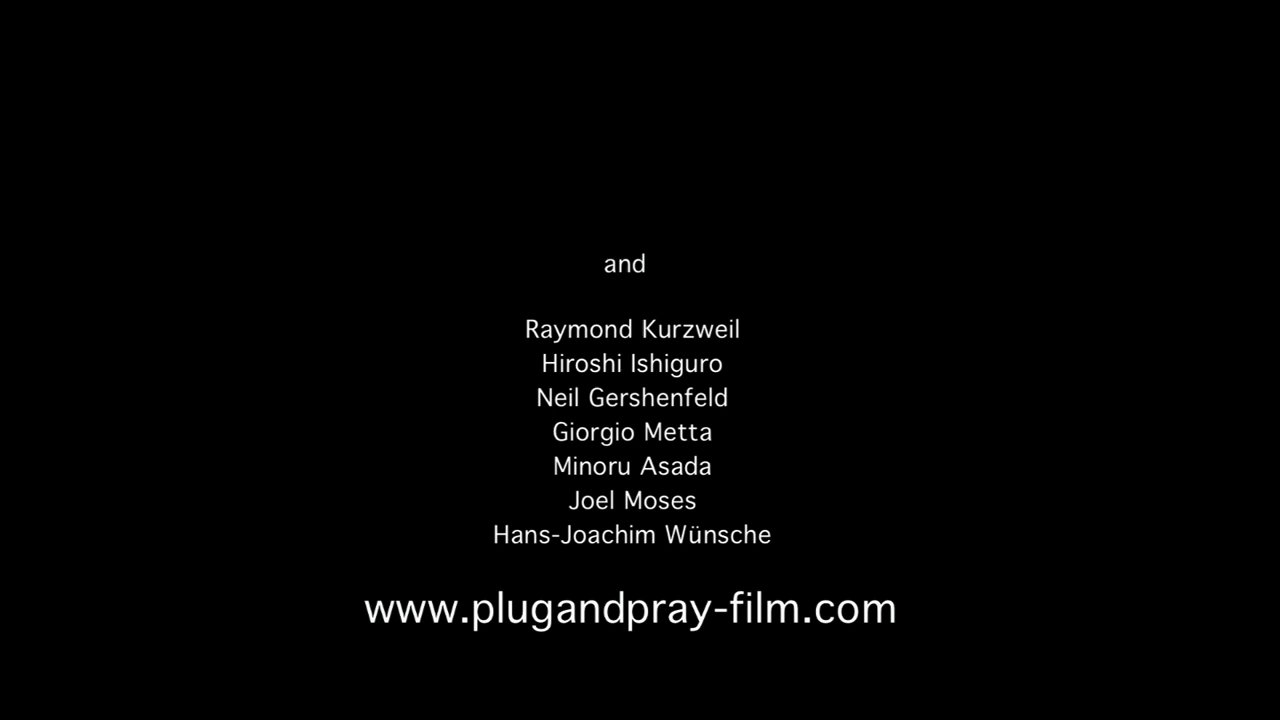 and
Raymond Kurzweil
Hiroshi Ishiguro
Neil Gershenfeld
Giorgio Metta
Minoru Asada
Joel Moses
Hans-Joachim Wünsche
www.plugandpray-film.com